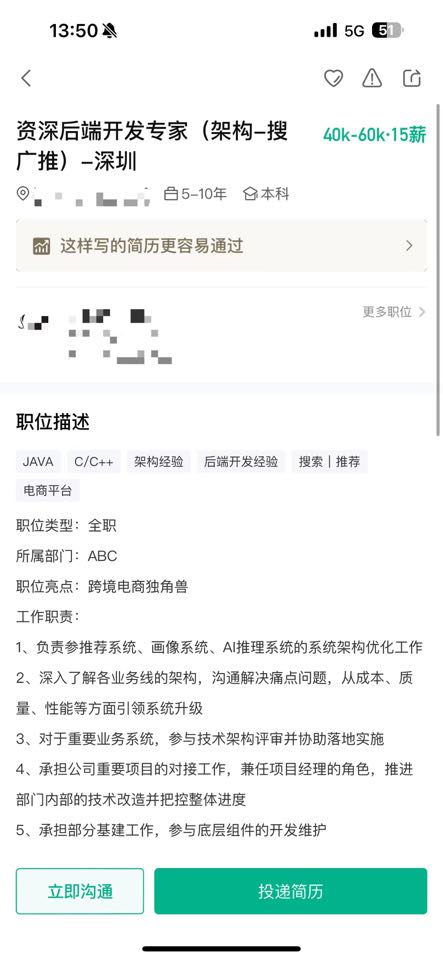 13:50
5G
51
资深后端开发专家（架构-搜
广推）-深圳
40k-60k·15薪
5-10年
本科
这样写的简历更容易通过
更多职位
职位描述
JAVA
C/C++
架构经验
后端开发经验
搜索｜推荐
电商平台
职位类型：全职
所属部门：ABC
职位亮点：跨境电商独角兽
工作职责：
1、负责参推荐系统、画像系统、AI推理系统的系统架构优化工作
2、深入了解各业务线的架构，沟通解决痛点问题，从成本、质
量、性能等方面引领系统升级
3、对于重要业务系统，参与技术架构评审并协助落地实施
4、承担公司重要项目的对接工作，兼任项目经理的角色，推进
部门内部的技术改造并把控整体进度
5、承担部分基建工作，参与底层组件的开发维护
立即沟通
投递简历